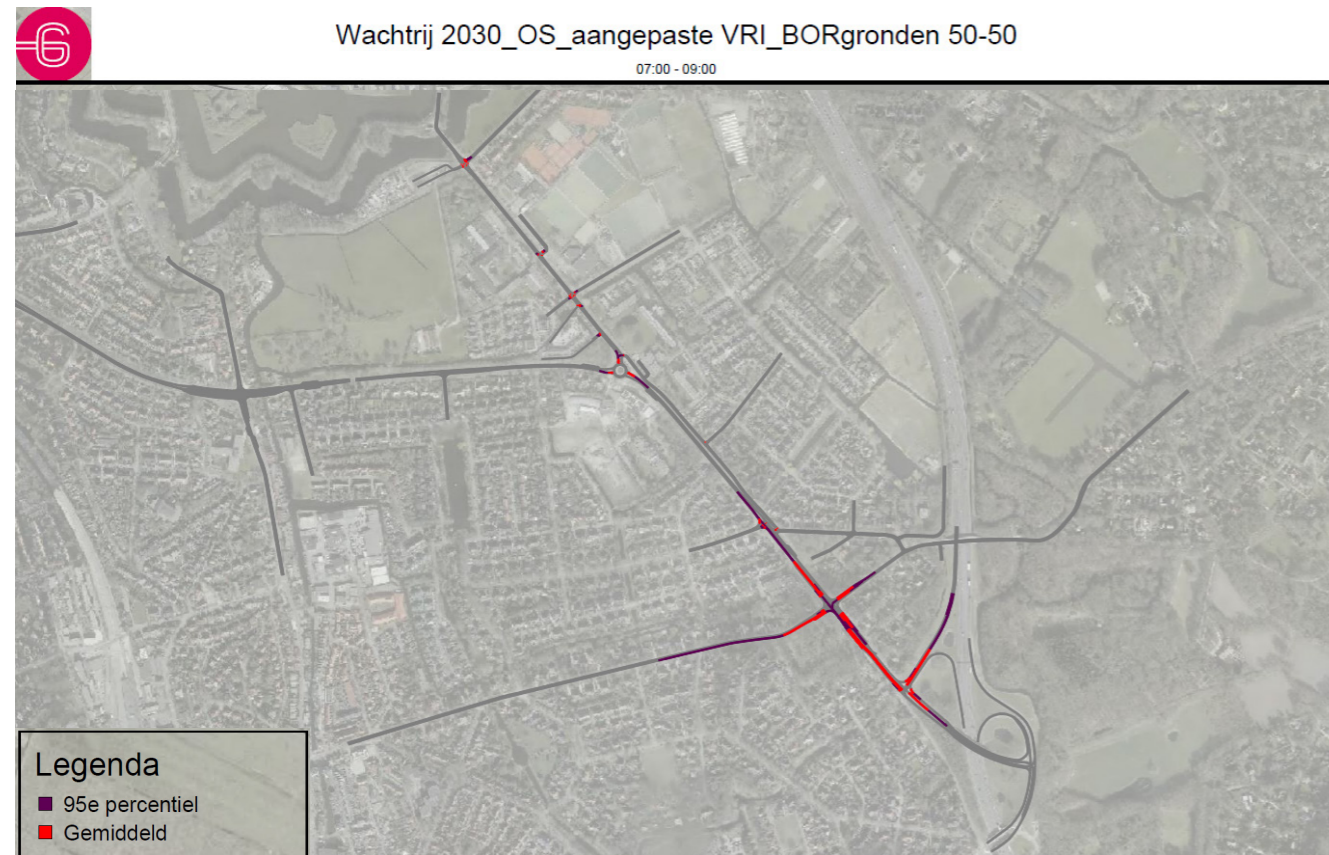 Wachtrij 2030_OS_aangepaste VRI_BORgronden 50-50
07:00 - 09:00
Legenda
95e percentiel
Gemiddeld